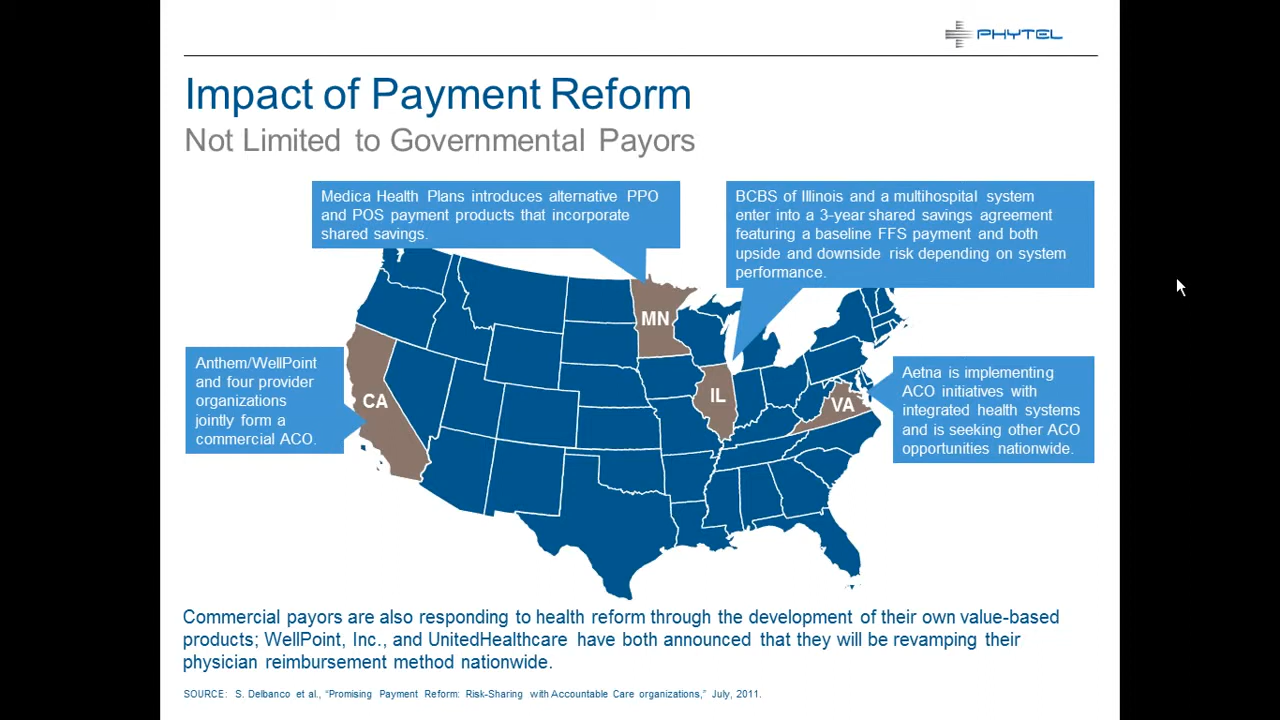 PHYTEL
Impact of Payment Reform
Not Limited to Governmental Payors
Medica Health Plans introduces alternative PPO
and POS payment products that incorporate
shared savings.
BCBS of Illinois and a multihospital system
enter into a 3-year shared savings agreement
featuring a baseline FFS payment and both
upside and downside risk depending on system
performance.
MN
Anthem/WellPoint
and four provider
organizations
jointly form a
commercial ACO.
CA
IL
VA
Aetna is implementing
ACO initiatives with
integrated health systems
and is seeking other ACO
opportunities nationwide.
Commercial payors are also responding to health reform through the development of their own value-based
products; WellPoint, Inc., and UnitedHealthcare have both announced that they will be revamping their
physician reimbursement method nationwide.
SOURCE: S. Delbanco et al., “Promising Payment Reform: Risk-Sharing with Accountable Care organizations,” July, 2011.